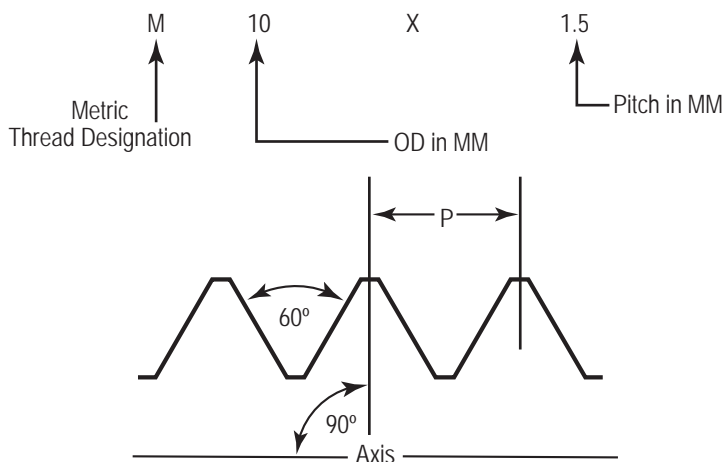 M 10 X 1.5
Metric
Thread Designation
Pitch in MM
OD in MM
P
60º
90º
Axis